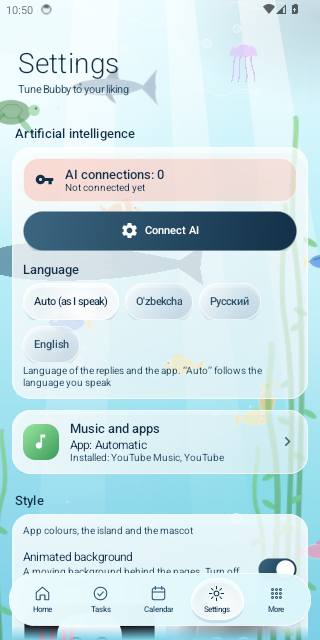 10:50
Settings
Tune Bubby to your liking
Artificial intelligence
AI connections: 0
Not connected yet
Connect AI
Language
Auto (as I speak)
O'zbekcha
Русский
English
Language of the replies and the app. “Auto” follows the
language you speak
Music and apps
App: Automatic
Installed: YouTube Music, YouTube
Style
App colours, the island and the mascot
Animated background
A moving background behind the pages. Turn off
Home
Tasks
Calendar
Settings
More